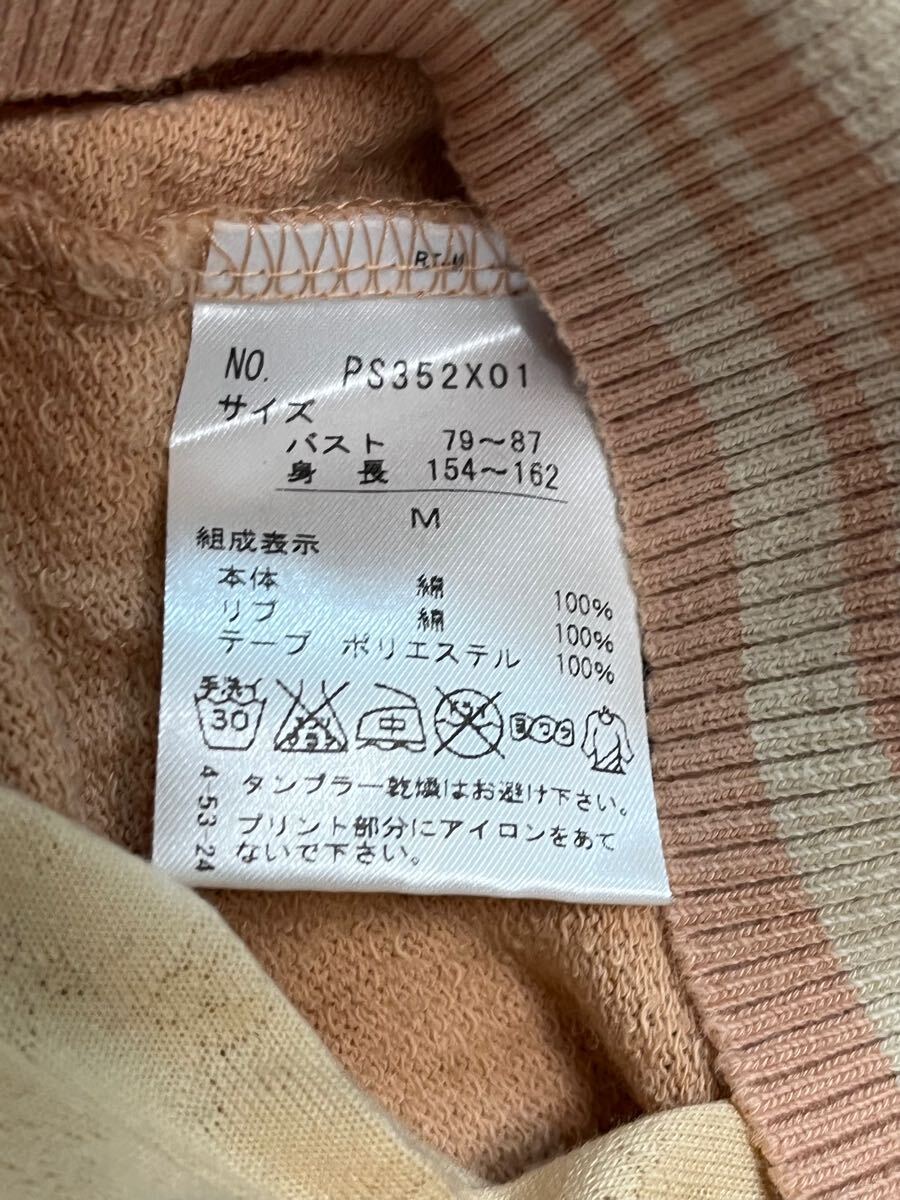 RT-M
NO. PS352X01
サイズ
バスト 79～87
身長 154～162
M
組成表示
本体 綿 100%
リブ 綿 100%
テープ ポリエステル 100%
手洗イ
30
中
4-53-24
タンブラー乾燥はお避け下さい。
プリント部分にアイロンをあて
ないで下さい。